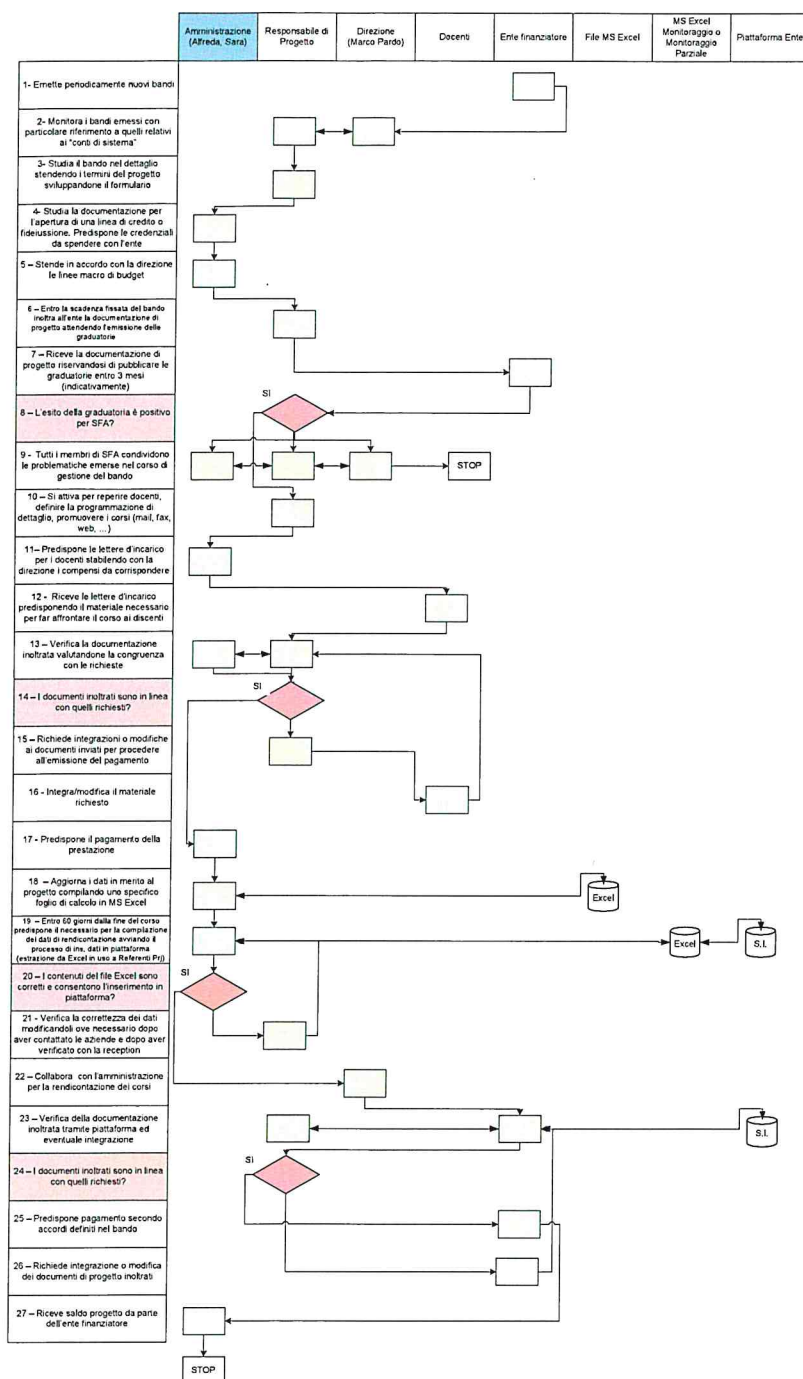 Amministrazione
(Alfreda, Sara)
Responsabile di
Progetto
Direzione
(Marco Pardo)
Docenti
Ente finanziatore
File MS Excel
MS Excel
Monitoraggio o
Monitoraggio
Parziale
Piattaforma Ente
1- Emette periodicamente nuovi bandi
2- Monitora i bandi emessi con
particolare riferimento a quelli relativi
ai "conti di sistema"
3- Studia il bando nel dettaglio
stendendo i termini del progetto
sviluppandone il formulario
4- Studia la documentazione per
l'apertura di una linea di credito o
fideiussione. Predispone le credenziali
da spendere con l'ente
5 – Stende in accordo con la direzione
le linee macro di budget
6 – Entro la scadenza fissata del bando
inoltra all'ente la documentazione di
progetto attendendo l'emissione delle
graduatorie
7 – Riceve la documentazione di
progetto riservandosi di pubblicare le
graduatorie entro 3 mesi
(indicativamente)
SI
8 – L'esito della graduatoria è positivo
per SFA?
9 - Tutti i membri di SFA condividono
le problematiche emerse nel corso di
gestione del bando
STOP
10 – Si attiva per reperire docenti,
definire la programmazione di
dettaglio, promuovere i corsi (mail, fax,
web, ...)
11– Predispone le lettere d'incarico
per i docenti stabilendo con la
direzione i compensi da corrispondere
12 - Riceve le lettere d'incarico
predisponendo il materiale necessario
per far affrontare il corso ai discenti
13 – Verifica la documentazione
inoltrata valutandone la congruenza
con le richieste
SI
14 – I documenti inoltrati sono in linea
con quelli richiesti?
15 – Richiede integrazioni o modifiche
ai documenti inviati per procedere
all'emissione del pagamento
16 - Integra/modifica il materiale
richiesto
17 - Predispone il pagamento della
prestazione
18 – Aggiorna i dati in merito al
progetto compilando uno specifico
foglio di calcolo in MS Excel
Excel
19 – Entro 60 giorni dalla fine del corso
predispone il necessario per la compilazione
dei dati di rendicontazione avviando il
processo di ins. dati in piattaforma
(estrazione da Excel in uso a Referenti Prj)
Excel
S.I.
SI
20 – I contenuti del file Excel sono
corretti e consentono l'inserimento in
piattaforma?
21 - Verifica la correttezza dei dati
modificandoli ove necessario dopo
aver contattato le aziende e dopo aver
verificato con la reception
22 – Collabora con l'amministrazione
per la rendicontazione dei corsi
23 – Verifica della documentazione
inoltrata tramite piattaforma ed
eventuale integrazione
S.I.
SI
24 – I documenti inoltrati sono in linea
con quelli richiesti?
25 – Predispone pagamento secondo
accordi definiti nel bando
26 – Richiede integrazione o modifica
dei documenti di progetto inoltrati
27 – Riceve saldo progetto da parte
dell'ente finanziatore
STOP